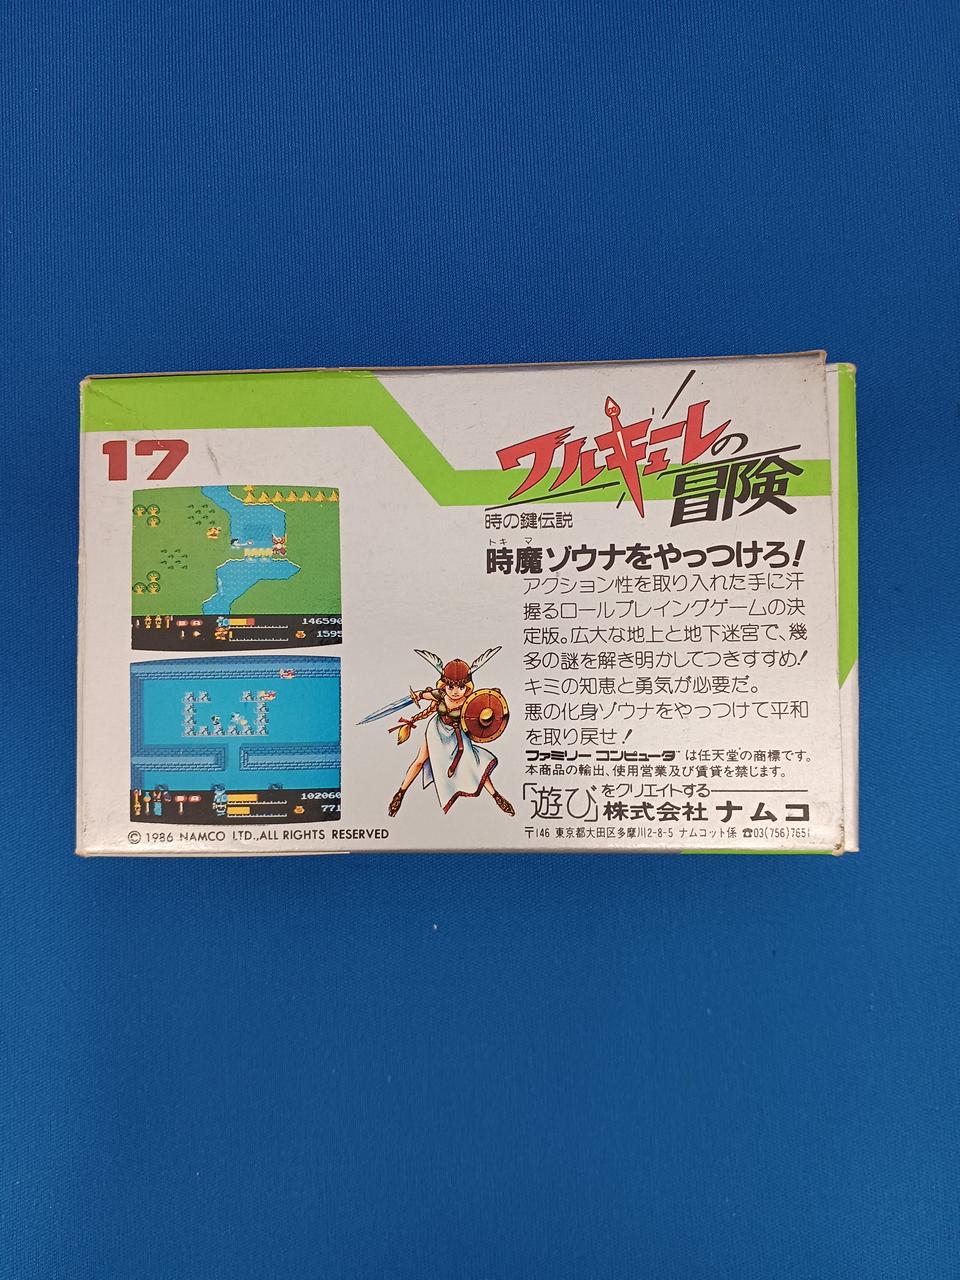 17
ワルキューレの
冒険
時の鍵伝説
トキ マ
時魔ゾウナをやっつけろ!
アクション性を取り入れた手に汗
握るロールプレイングゲームの決
定版。広大な地上と地下迷宮で、幾
多の謎を解き明かしてつきすすめ!
キミの知恵と勇気が必要だ。
悪の化身ゾウナをやっつけて平和
を取り戻せ!
ファミリー コンピュータ™は任天堂の商標です。
本商品の輸出、使用営業及び賃貸を禁じます。
「遊び」をクリエイトする
株式会社 ナムコ
〒146 東京都大田区多摩川2-8-5 ナムコット係 ☎03(756)7651
146590
1595
B A
102060
771
© 1986 NAMCO LTD.,ALL RIGHTS RESERVED